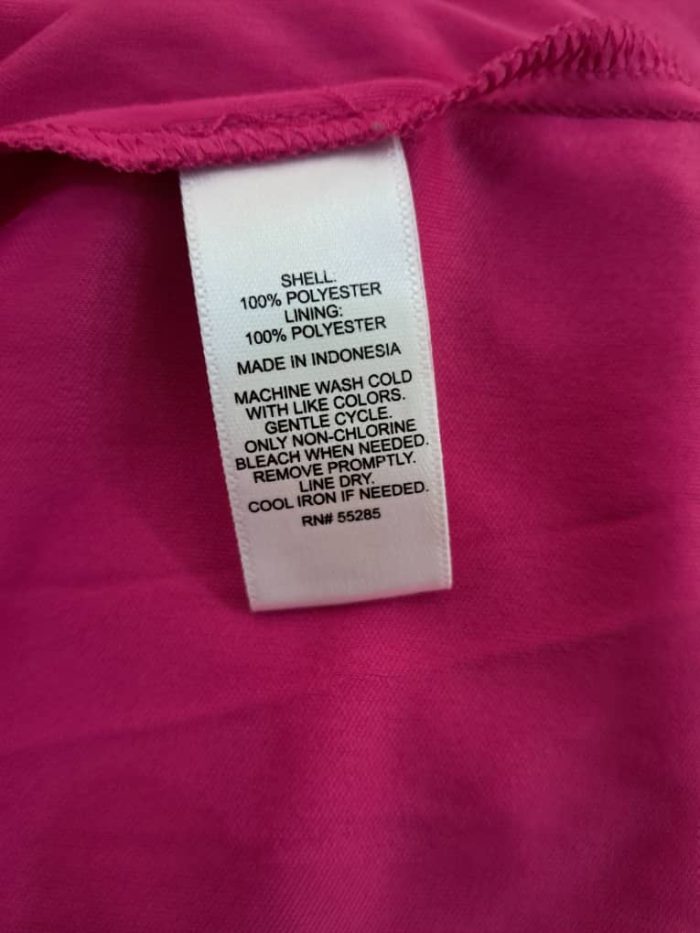 SHELL:
100% POLYESTER
LINING:
100% POLYESTER
MADE IN INDONESIA
MACHINE WASH COLD
WITH LIKE COLORS.
GENTLE CYCLE.
ONLY NON-CHLORINE
BLEACH WHEN NEEDED.
REMOVE PROMPTLY.
LINE DRY.
COOL IRON IF NEEDED.
RN# 55285